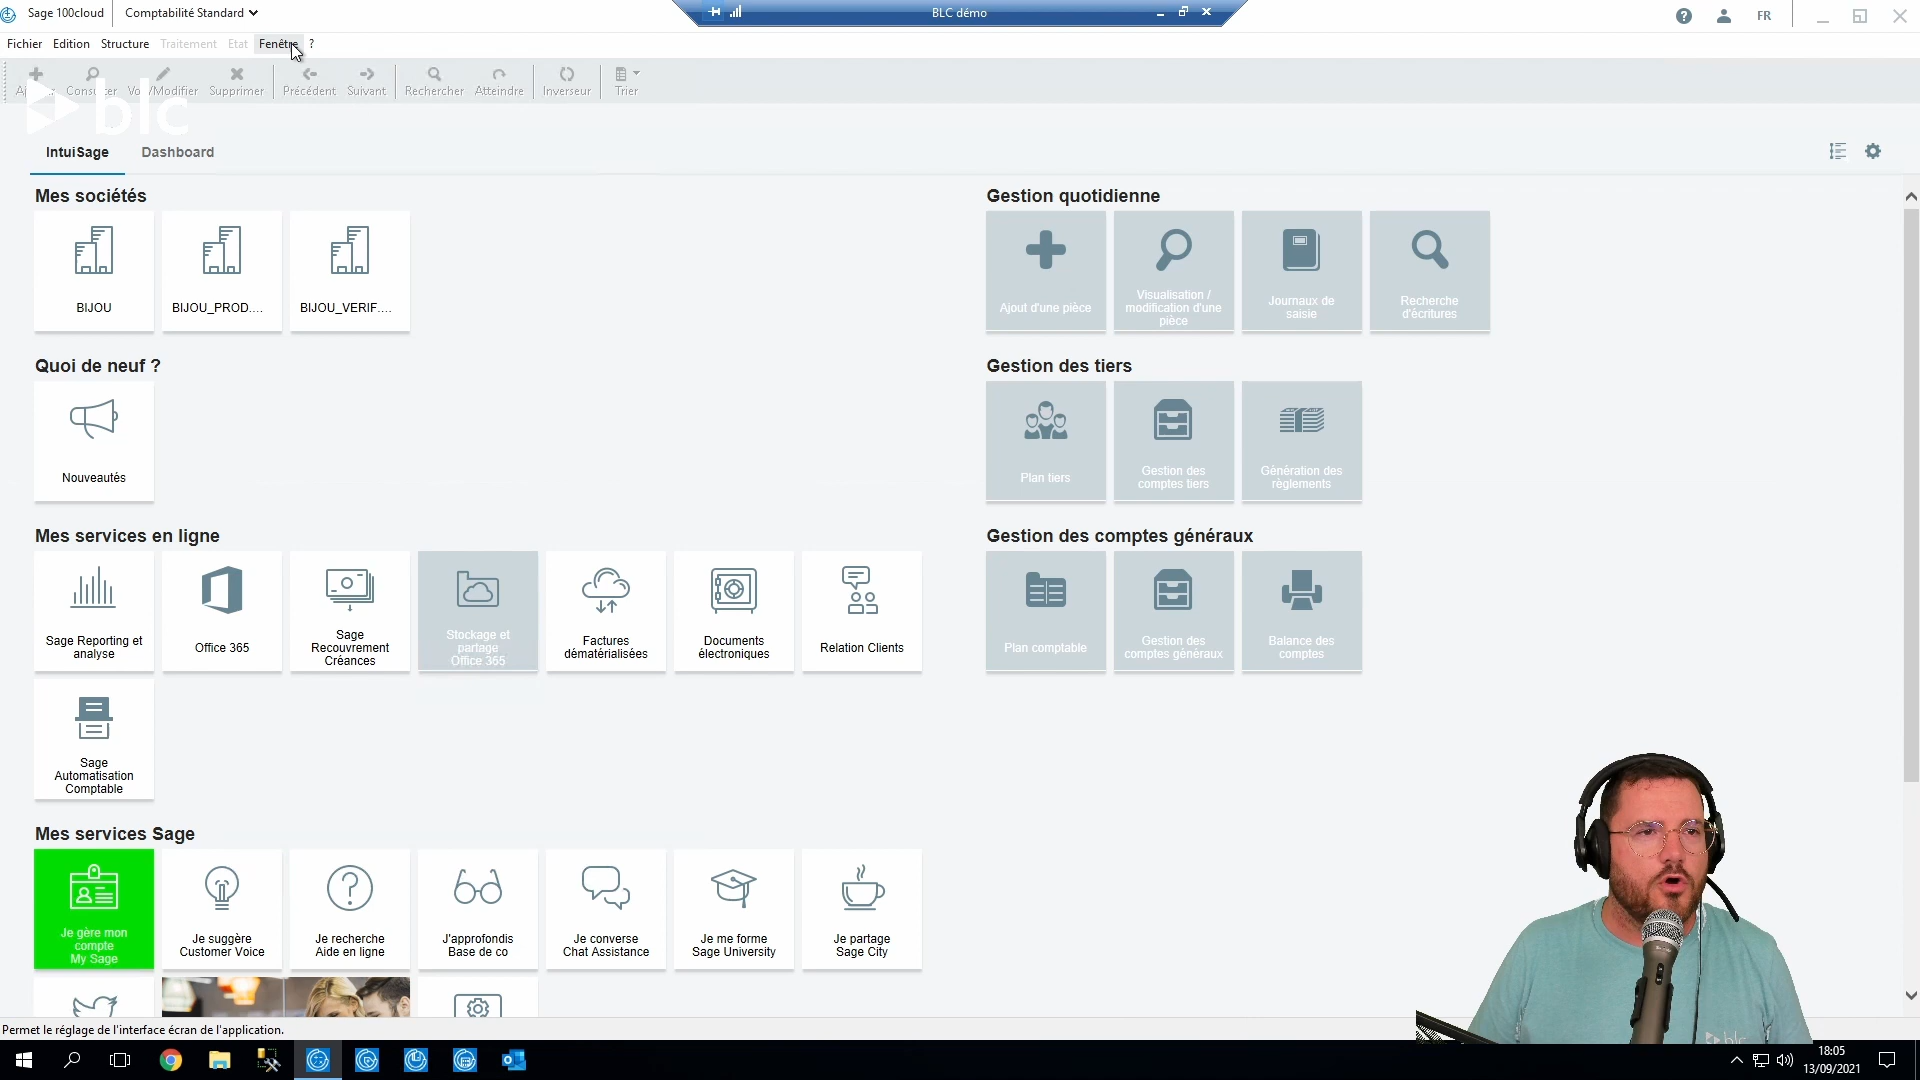 Sage 100cloud
Comptabilité Standard
BLC démo
FR
Fichier Edition Structure Traitement Etat Fenêtre ?
Consulter Voir/Modifier Supprimer Précédent Suivant Rechercher Atteindre Inverseur Trier
blc
IntuiSage Dashboard
Mes sociétés
BIJOU
BIJOU_PROD....
BIJOU_VERIF....
Quoi de neuf ?
Nouveautés
Mes services en ligne
Sage Reporting et
analyse
Office 365
Sage
Recouvrement
Créances
Stockage et
partage
Office 365
Factures
dématérialisées
Documents
électroniques
Relation Clients
Sage
Automatisation
Comptable
Mes services Sage
Je gère mon
compte
My Sage
Je suggère
Customer Voice
Je recherche
Aide en ligne
J'approfondis
Base de co
Je converse
Chat Assistance
Je me forme
Sage University
Je partage
Sage City
Gestion quotidienne
Ajout d'une pièce
Visualisation /
modification d'une
pièce
Journaux de
saisie
Recherche
d'écritures
Gestion des tiers
Plan tiers
Gestion des
comptes tiers
Génération des
règlements
Gestion des comptes généraux
Plan comptable
Gestion des
comptes généraux
Balance des
comptes
Permet le réglage de l'interface écran de l'application.
blc
18:05
13/09/2021